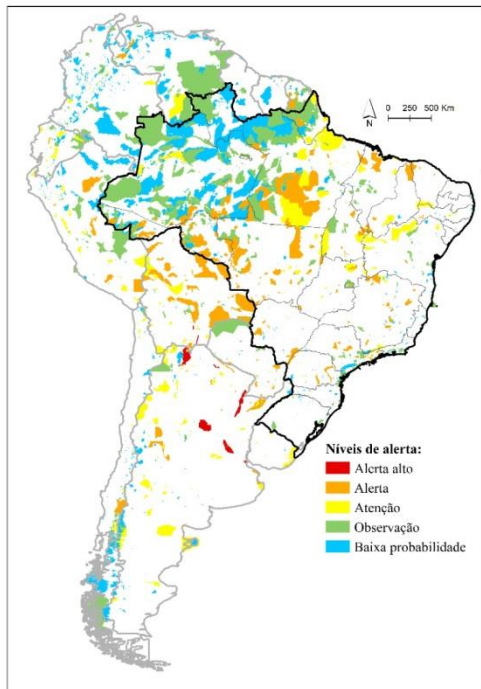 0 250 500 Km
N
Níveis de alerta:
Alerta alto
Alerta
Atenção
Observação
Baixa probabilidade